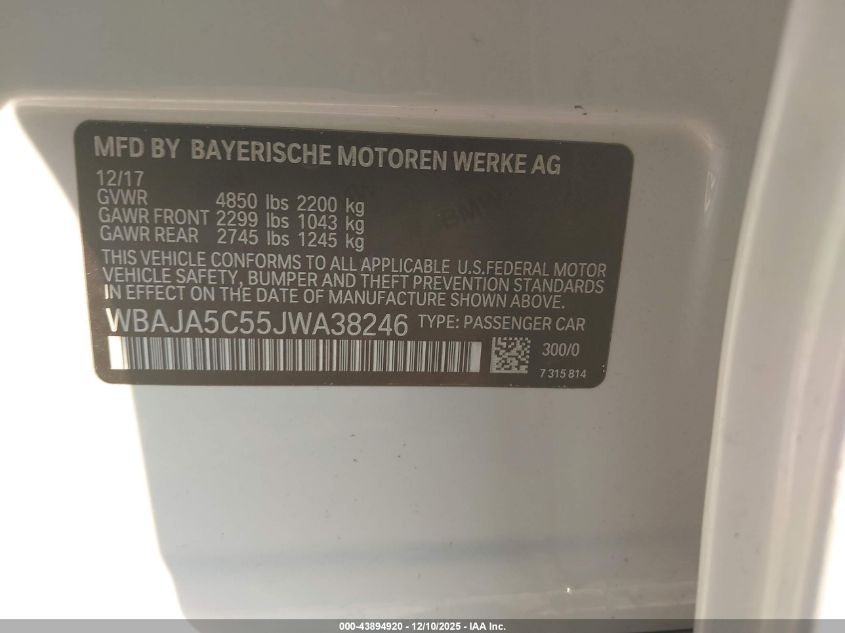 MFD BY BAYERISCHE MOTOREN WERKE AG
12/17
GVWR 4850 lbs 2200 kg
GAWR FRONT 2299 lbs 1043 kg
GAWR REAR 2745 lbs 1245 kg
THIS VEHICLE CONFORMS TO ALL APPLICABLE U.S.FEDERAL MOTOR
VEHICLE SAFETY, BUMPER AND THEFT PREVENTION STANDARDS
IN EFFECT ON THE DATE OF MANUFACTURE SHOWN ABOVE.
WBAJA5C55JWA38246 TYPE: PASSENGER CAR
300/0
7 315 814
BMW
000-43894920 - 12/10/2025 - IAA Inc.